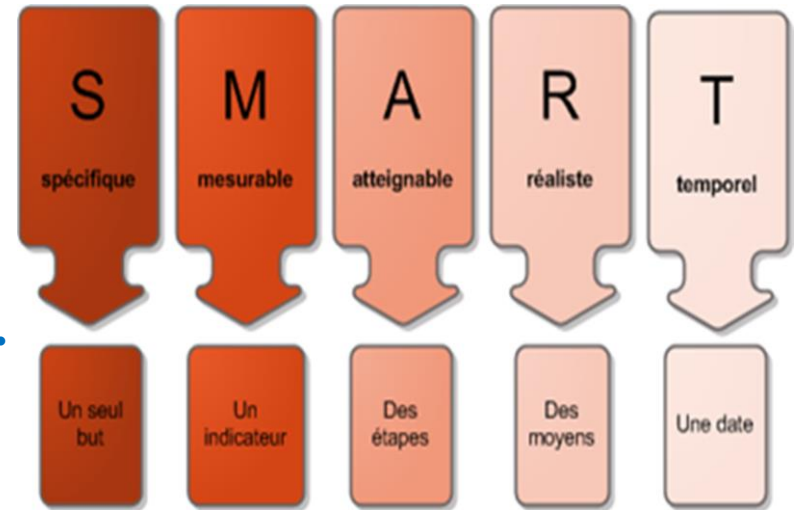 S
spécifique
M
mesurable
A
atteignable
R
réaliste
T
temporel
Un seul
but
Un
indicateur
Des
étapes
Des
moyens
Une date